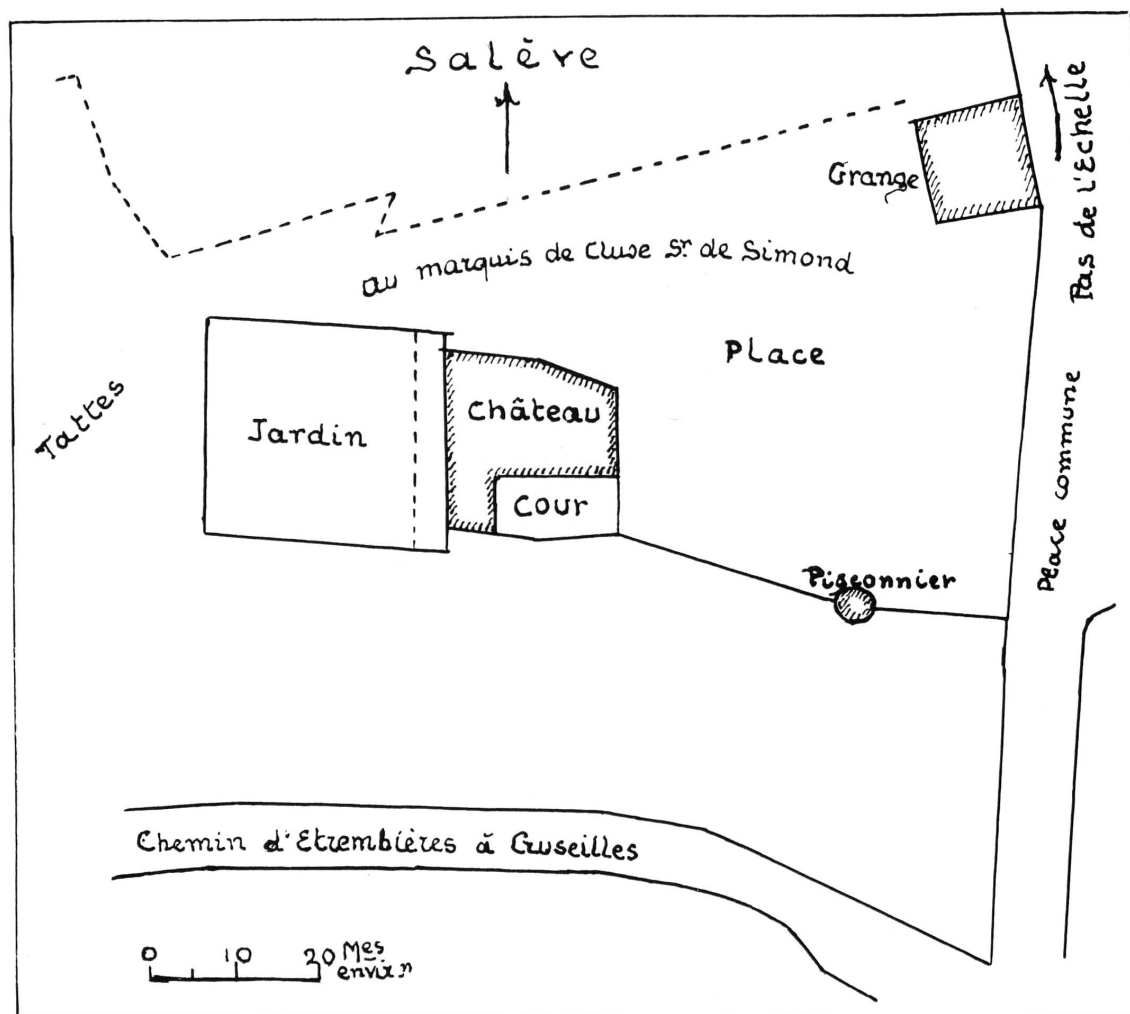 Salève
Pas de l'Echelle
Grange
au marquis de Cluse Sr de Simond
Place
Château
Jardin
Tattes
Cour
Place commune
Pigeonnier
Chemin d'Etrembières à Cruseilles
0 10 20 Mes
environ